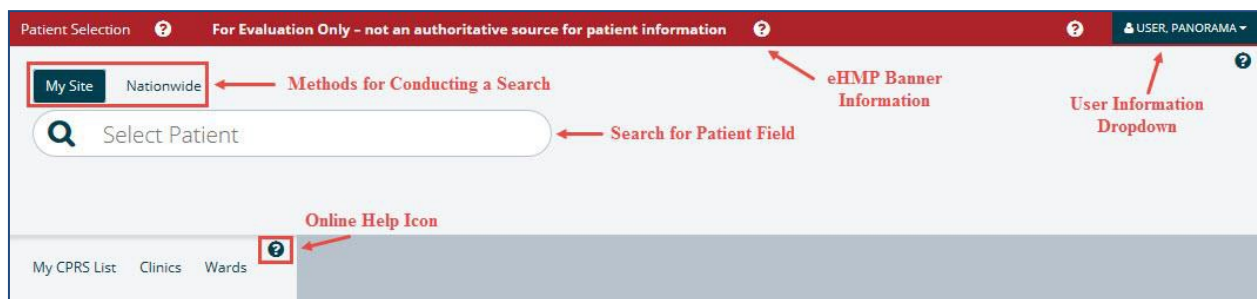 Patient Selection ? For Evaluation Only – not an authoritative source for patient information ? ? USER, PANORAMA
?
My Site Nationwide
Methods for Conducting a Search
eHMP Banner
Information
User Information
Dropdown
Select Patient
Search for Patient Field
Online Help Icon
?
My CPRS List Clinics Wards